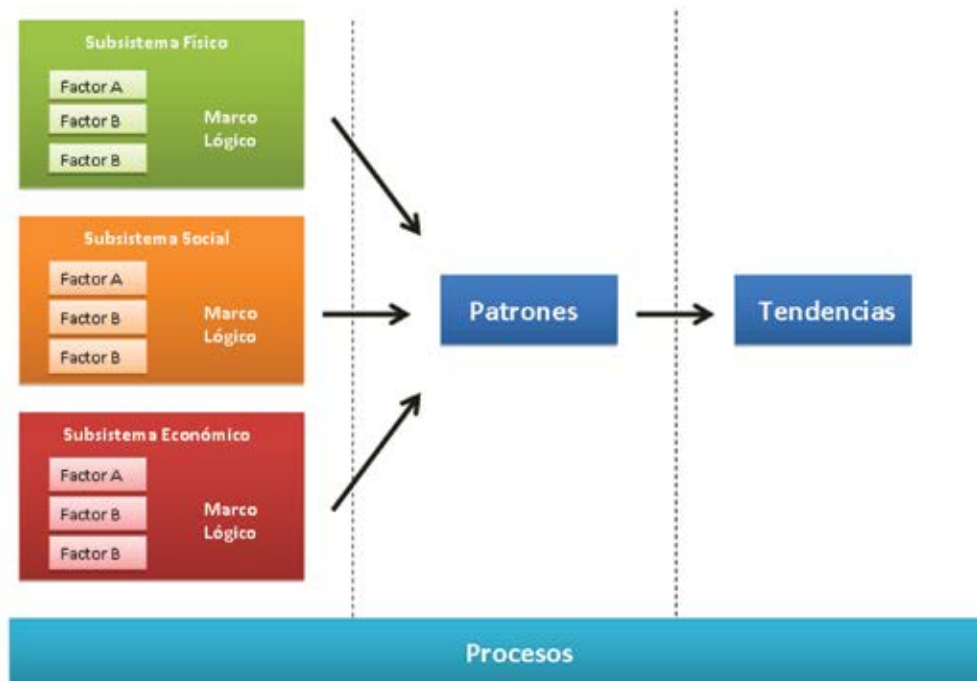 Subsistema Físico
Factor A
Factor B
Factor B
Marco
Lógico
Subsistema Social
Factor A
Factor B
Factor B
Marco
Lógico
Subsistema Económico
Factor A
Factor B
Factor B
Marco
Lógico
Patrones
Tendencias
Procesos